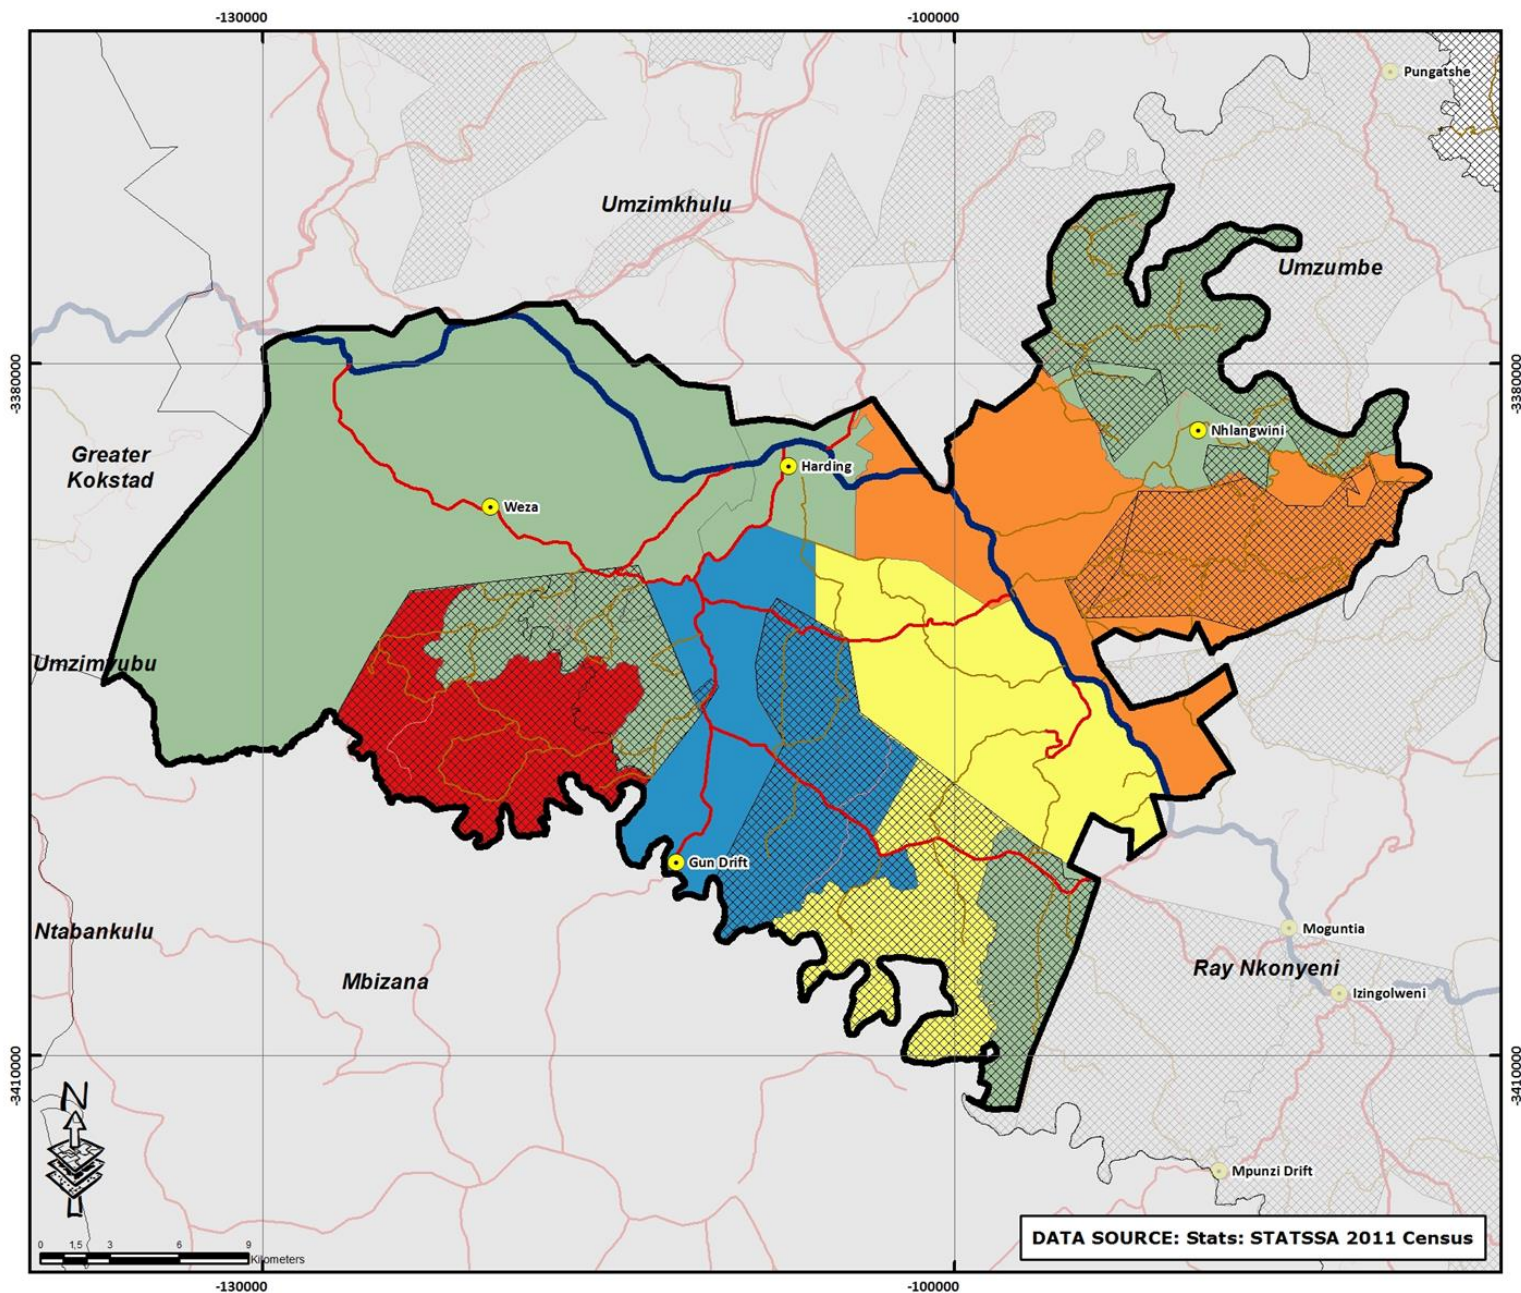 -130000
-100000
Pungatshe
Umzimkhulu
Umzumbe
-3380000
-3380000
Nhlangwini
Greater
Kokstad
Harding
Weza
Umzimvubu
Gun Drift
Ntabankulu
Moguntia
Mbizana
Ray Nkonyeni
Izingolweni
-3410000
-3410000
N
Mpunzi Drift
DATA SOURCE: Stats: STATSSA 2011 Census
0 1,5 3 6 9
Kilometers
-130000
-100000